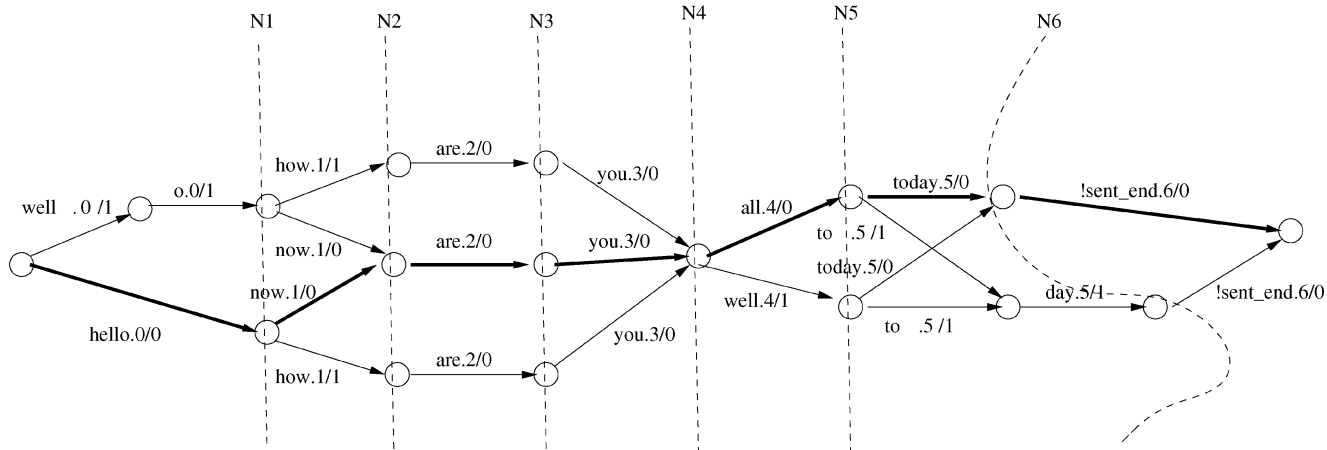 N1
N2
N3
N4
N5
N6
well .0 /1
o.0/1
hello.0/0
how.1/1
now.1/0
now.1/0
how.1/1
are.2/0
are.2/0
are.2/0
you.3/0
you.3/0
you.3/0
all.4/0
well.4/1
today.5/0
to .5 /1
today.5/0
to .5 /1
day.5/1
!sent_end.6/0
!sent_end.6/0